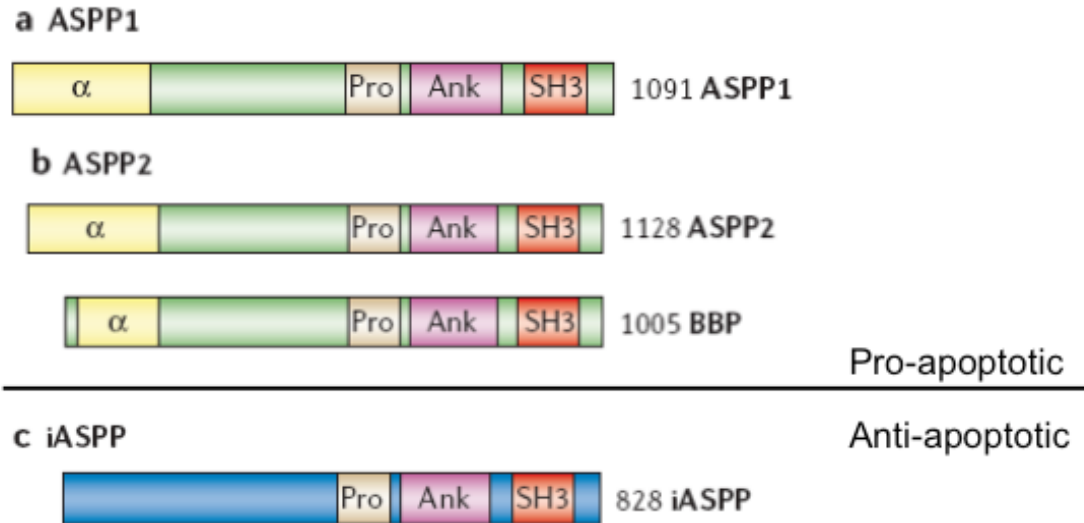 a ASPP1
α Pro Ank SH3 1091 ASPP1
b ASPP2
α Pro Ank SH3 1128 ASPP2
α Pro Ank SH3 1005 BBP
Pro-apoptotic
c iASPP
Anti-apoptotic
Pro Ank SH3 828 iASPP